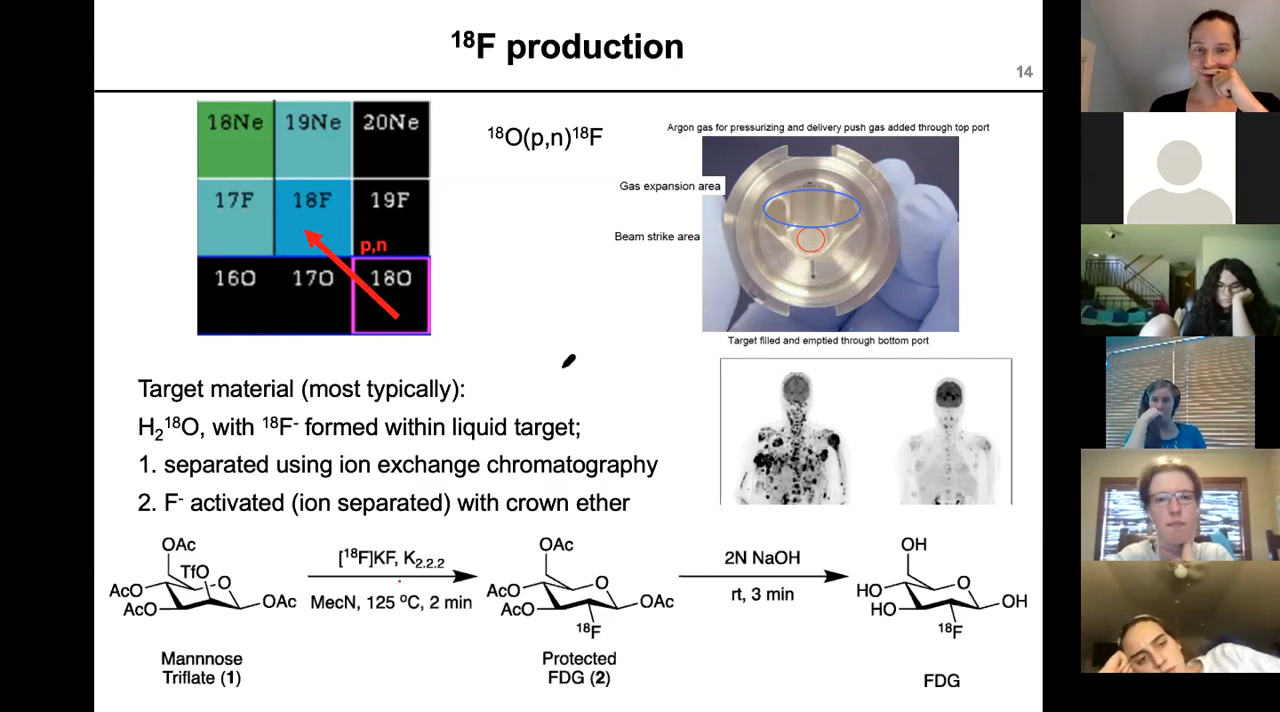 ¹⁸F production
14
18Ne 19Ne 20Ne
17F 18F 19F
p,n
16O 17O 18O
¹⁸O(p,n)¹⁸F
Argon gas for pressurizing and delivery push gas added through top port
Gas expansion area
Beam strike area
Target filled and emptied through bottom port
Target material (most typically):
H₂¹⁸O, with ¹⁸F⁻ formed within liquid target;
1. separated using ion exchange chromatography
2. F⁻ activated (ion separated) with crown ether
OAc
TfO
O
AcO
AcO
OAc
Mannnose
Triflate (1)
[¹⁸F]KF, K₂.₂.₂
MecN, 125 ºC, 2 min
OAc
O
AcO
AcO
OAc
¹⁸F
Protected
FDG (2)
2N NaOH
rt, 3 min
OH
O
HO
HO
OH
¹⁸F
FDG